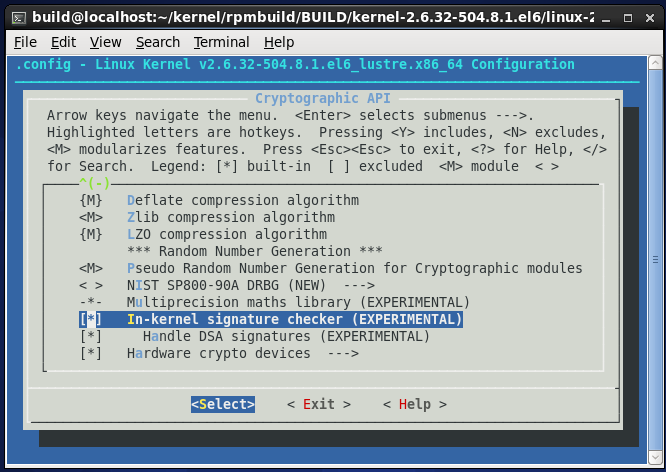 build@localhost:~/kernel/rpmbuild/BUILD/kernel-2.6.32-504.8.1.el6/linux-2
File Edit View Search Terminal Help
.config - Linux Kernel v2.6.32-504.8.1.el6_lustre.x86_64 Configuration
Cryptographic API
Arrow keys navigate the menu. <Enter> selects submenus --->.
Highlighted letters are hotkeys. Pressing <Y> includes, <N> excludes,
<M> modularizes features. Press <Esc><Esc> to exit, <?> for Help, </>
for Search. Legend: [*] built-in [ ] excluded <M> module < >
^(-)
{M} Deflate compression algorithm
<M> Zlib compression algorithm
{M} LZO compression algorithm
*** Random Number Generation ***
<M> Pseudo Random Number Generation for Cryptographic modules
< > NIST SP800-90A DRBG (NEW) --->
-*- Multiprecision maths library (EXPERIMENTAL)
[*] In-kernel signature checker (EXPERIMENTAL)
[*] Handle DSA signatures (EXPERIMENTAL)
[*] Hardware crypto devices --->
<Select> < Exit > < Help >